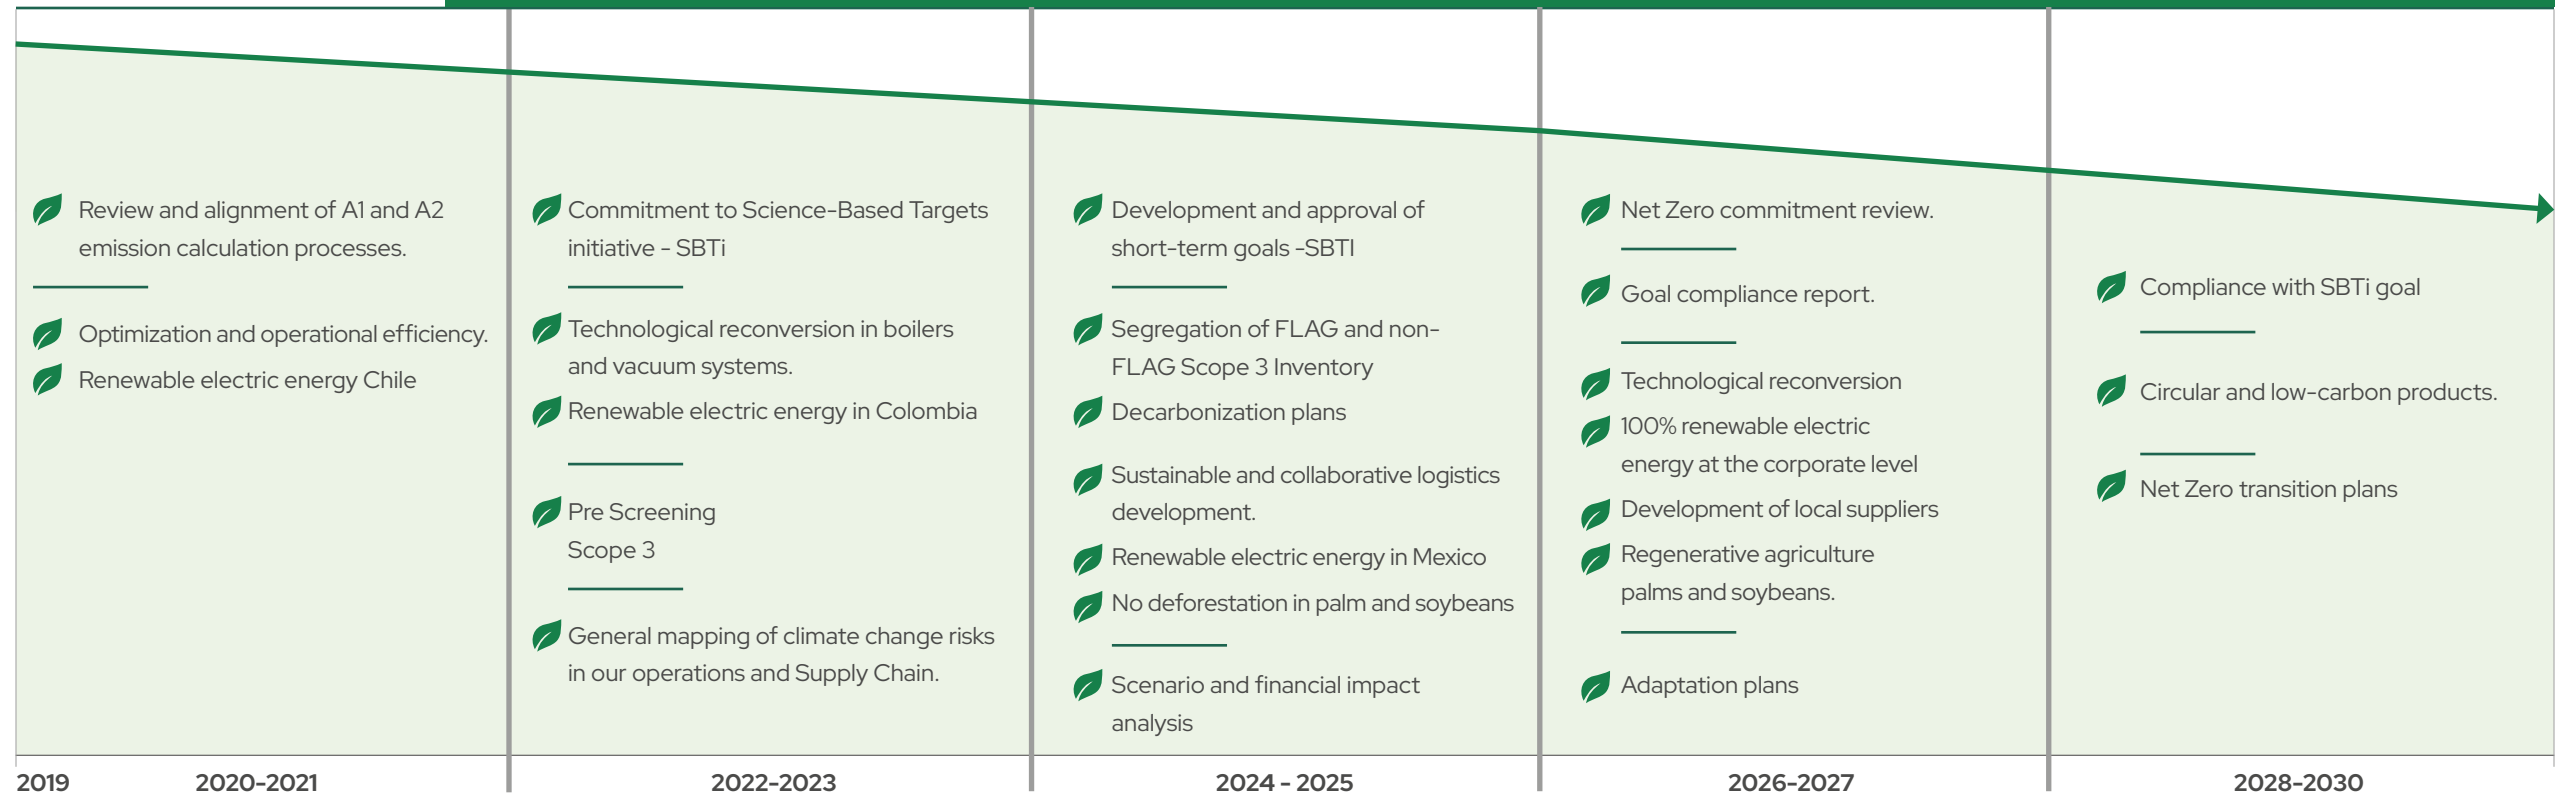 Review and alignment of A1 and A2
emission calculation processes.
Optimization and operational efficiency.
Renewable electric energy Chile
Commitment to Science-Based Targets
initiative - SBTi
Technological reconversion in boilers
and vacuum systems.
Renewable electric energy in Colombia
Pre Screening
Scope 3
General mapping of climate change risks
in our operations and Supply Chain.
Development and approval of
short-term goals -SBTI
Segregation of FLAG and non-
FLAG Scope 3 Inventory
Decarbonization plans
Sustainable and collaborative logistics
development.
Renewable electric energy in Mexico
No deforestation in palm and soybeans
Scenario and financial impact
analysis
Net Zero commitment review.
Goal compliance report.
Technological reconversion
100% renewable electric
energy at the corporate level
Development of local suppliers
Regenerative agriculture
palms and soybeans.
Adaptation plans
Compliance with SBTi goal
Circular and low-carbon products.
Net Zero transition plans
2019
2020-2021
2022-2023
2024 - 2025
2026-2027
2028-2030